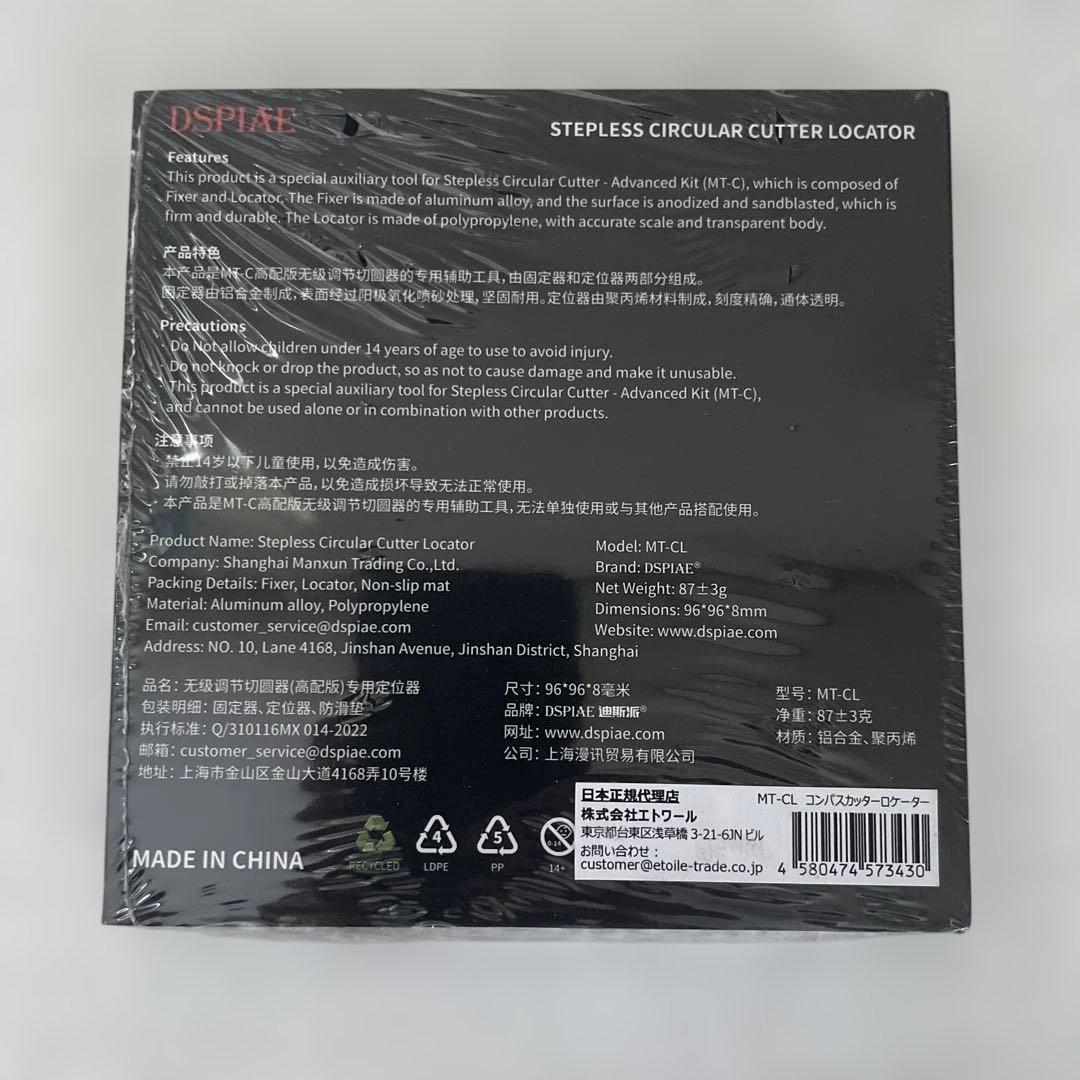 DSPIAE
STEPLESS CIRCULAR CUTTER LOCATOR
Features
This product is a special auxiliary tool for Stepless Circular Cutter - Advanced Kit (MT-C), which is composed of
Fixer and Locator. The Fixer is made of aluminum alloy, and the surface is anodized and sandblasted, which is
firm and durable. The Locator is made of polypropylene, with accurate scale and transparent body.
产品特色
本产品是MT-C高配版无级调节切圆器的专用辅助工具，由固定器和定位器两部分组成。
固定器由铝合金制成，表面经过阳极氧化喷砂处理，坚固耐用。定位器由聚丙烯材料制成，刻度精确，通体透明。
Precautions
· Do Not allow children under 14 years of age to use to avoid injury.
· Do not knock or drop the product, so as not to cause damage and make it unusable.
· This product is a special auxiliary tool for Stepless Circular Cutter - Advanced Kit (MT-C),
and cannot be used alone or in combination with other products.
注意事项
· 禁止14岁以下儿童使用，以免造成伤害。
· 请勿敲打或掉落本产品，以免造成损坏导致无法正常使用。
· 本产品是MT-C高配版无级调节切圆器的专用辅助工具，无法单独使用或与其他产品搭配使用。
Product Name: Stepless Circular Cutter Locator
Company: Shanghai Manxun Trading Co.,Ltd.
Packing Details: Fixer, Locator, Non-slip mat
Material: Aluminum alloy, Polypropylene
Email: customer_service@dspiae.com
Address: NO. 10, Lane 4168, Jinshan Avenue, Jinshan District, Shanghai
Model: MT-CL
Brand: DSPIAE®
Net Weight: 87±3g
Dimensions: 96*96*8mm
Website: www.dspiae.com
品名：无级调节切圆器(高配版)专用定位器
包装明细：固定器、定位器、防滑垫
执行标准：Q/310116MX 014-2022
邮箱：customer_service@dspiae.com
地址：上海市金山区金山大道4168弄10号楼
尺寸：96*96*8毫米
品牌：DSPIAE 迪斯派®
网址：www.dspiae.com
公司：上海漫讯贸易有限公司
型号：MT-CL
净重：87±3克
材质：铝合金、聚丙烯
MADE IN CHINA
RECYCLED
4
LDPE
5
PP
0-14
14+
日本正規代理店
株式会社エトワール
東京都台東区浅草橋 3-21-6JN ビル
お問い合わせ：
customer@etoile-trade.co.jp
MT-CL コンパスカッターロケーター
4 580474 573430